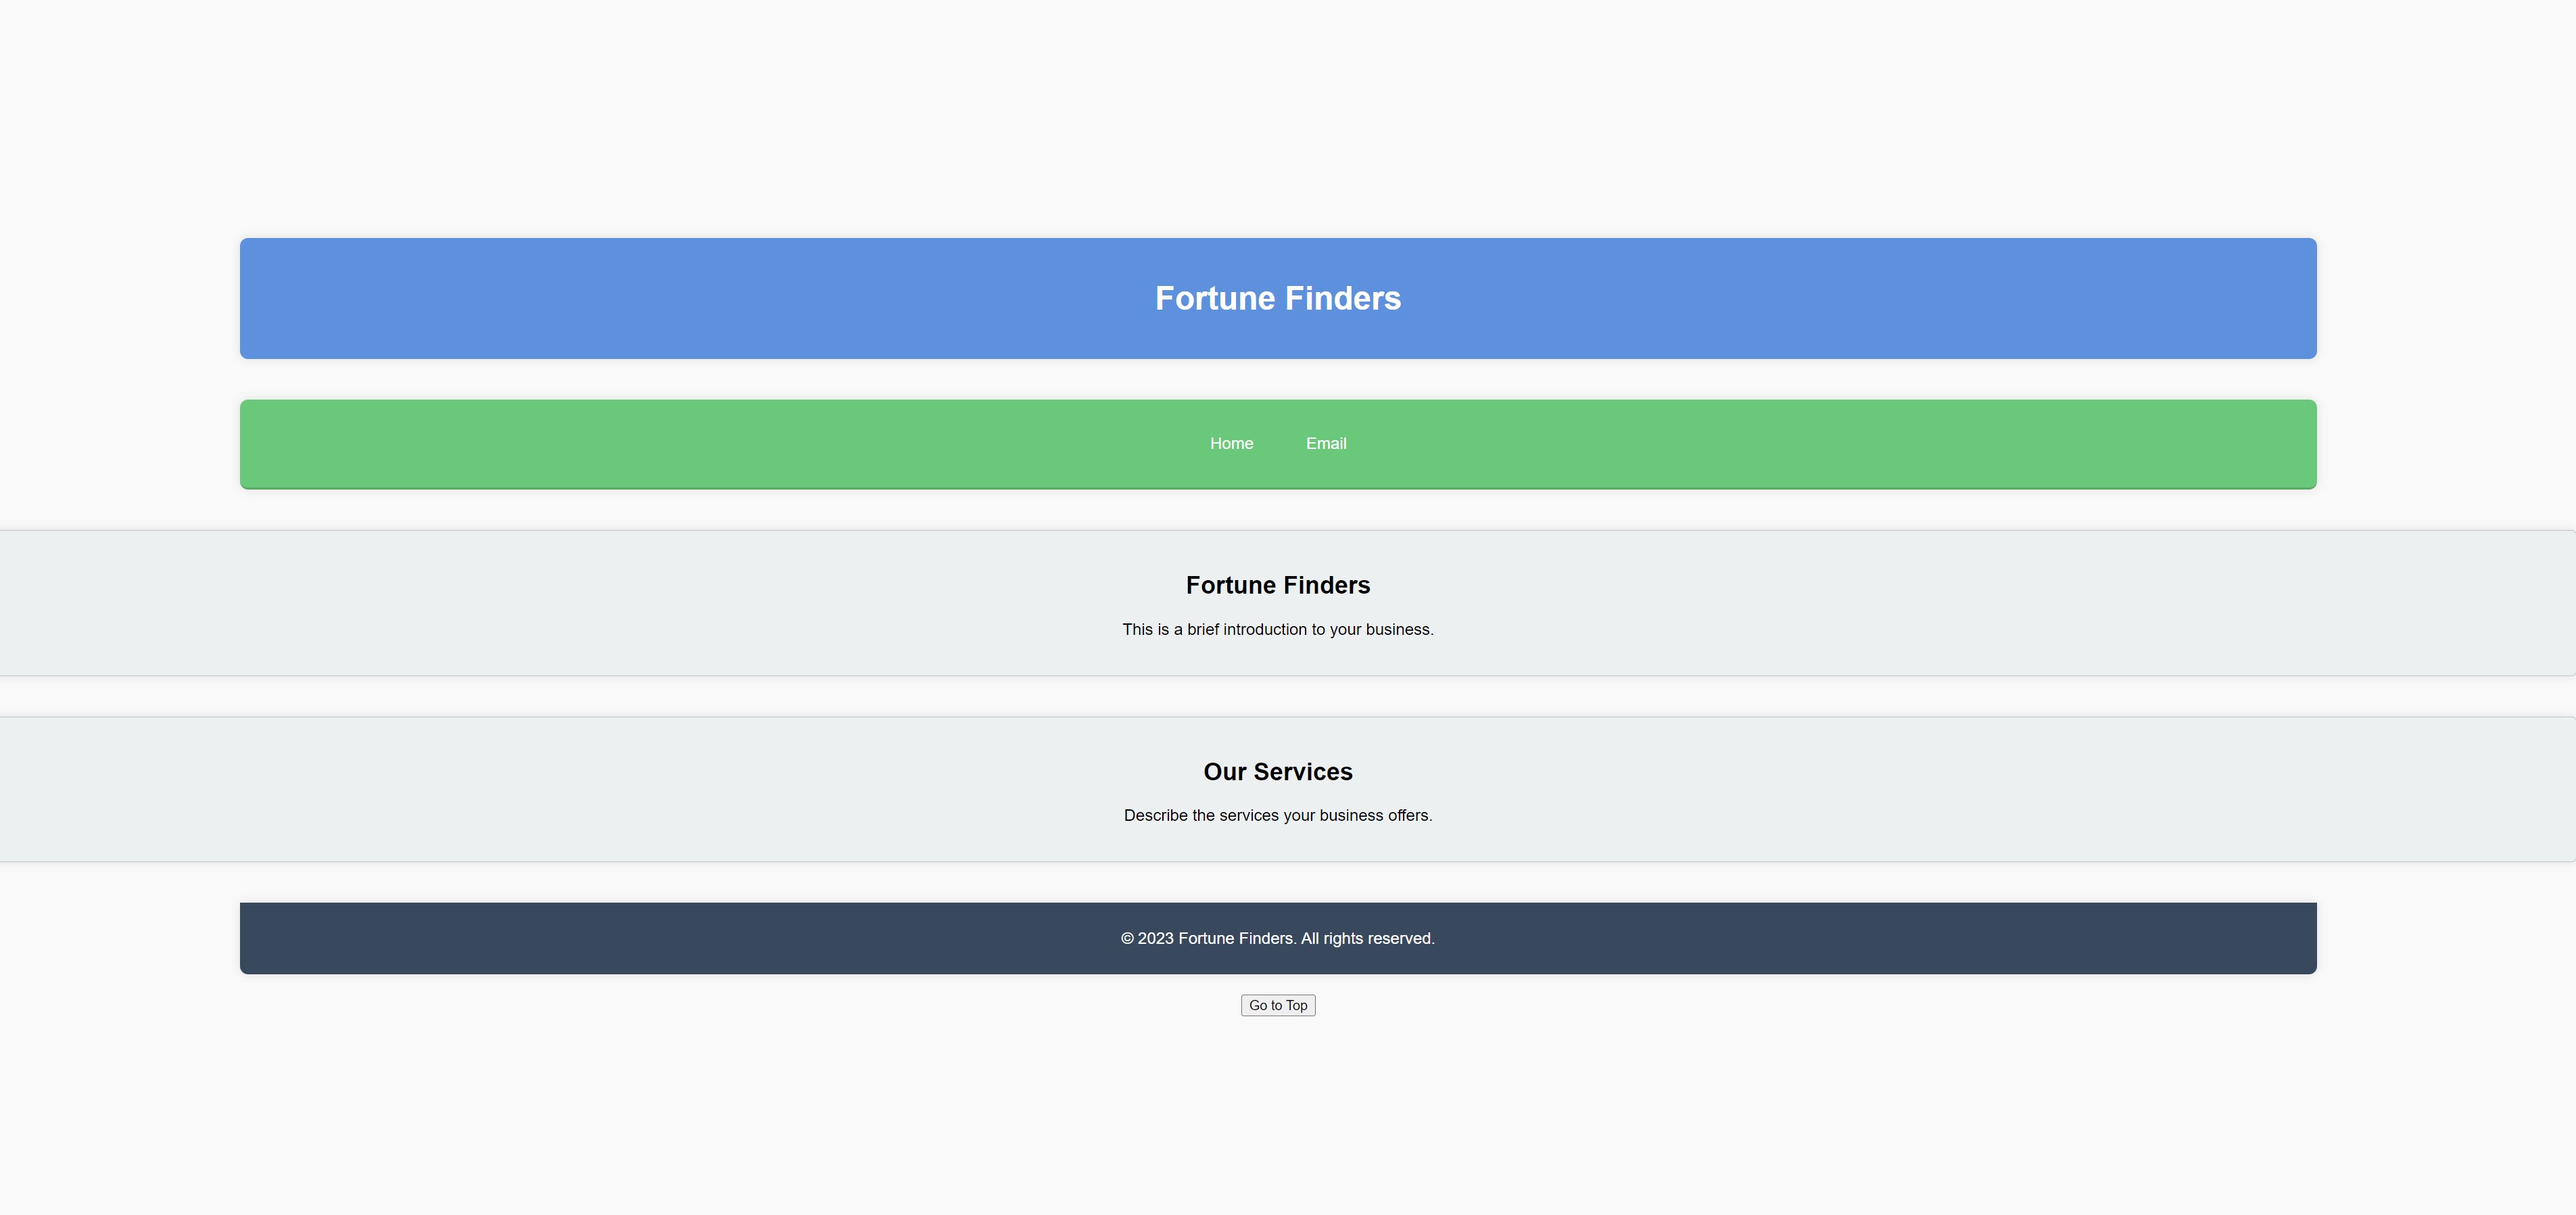 Fortune Finders
Home Email
Fortune Finders
This is a brief introduction to your business.
Our Services
Describe the services your business offers.
© 2023 Fortune Finders. All rights reserved.
Go to Top